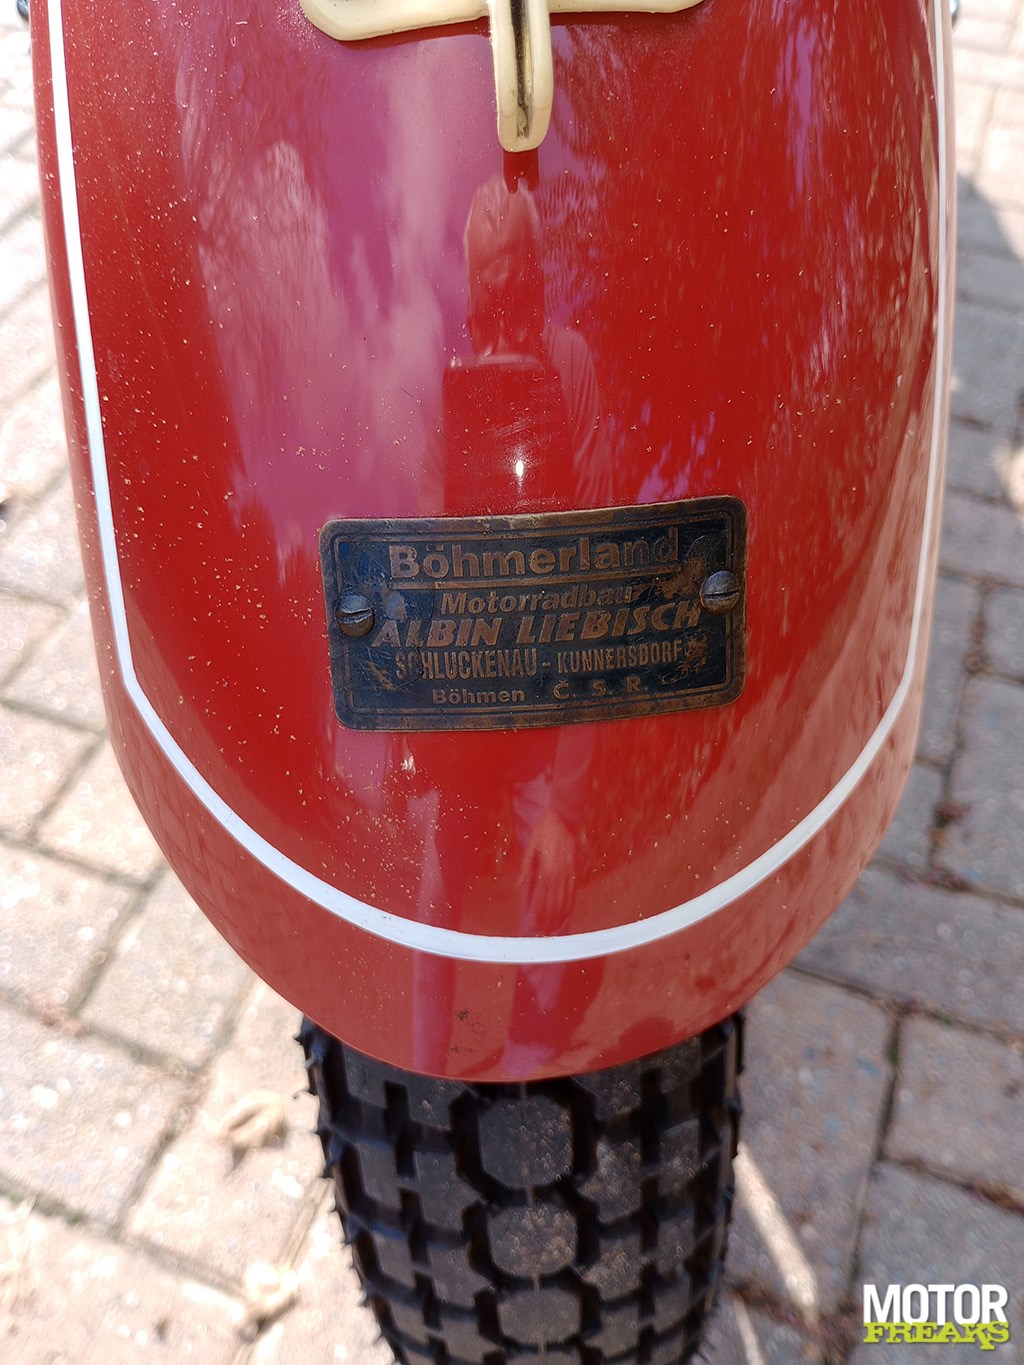 Böhmerland
Motorradbau
ALBIN LIEBISCH
SCHLUCKENAU - KUNNERSDORF
Böhmen Č. S. R.
MOTOR
FREAKS